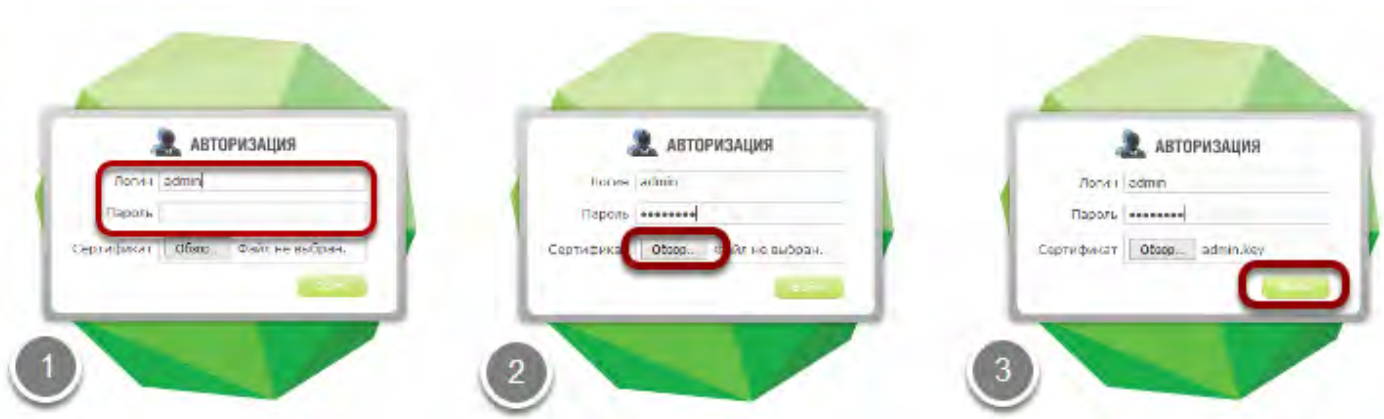 АВТОРИЗАЦИЯ
Логин admin
Пароль
Сертификат Обзор... Файл не выбран.
1
АВТОРИЗАЦИЯ
Логин admin
Пароль ••••••••
Сертификат Обзор... Файл не выбран.
Войти
2
АВТОРИЗАЦИЯ
Логин admin
Пароль ••••••••
Сертификат Обзор... admin.key
3